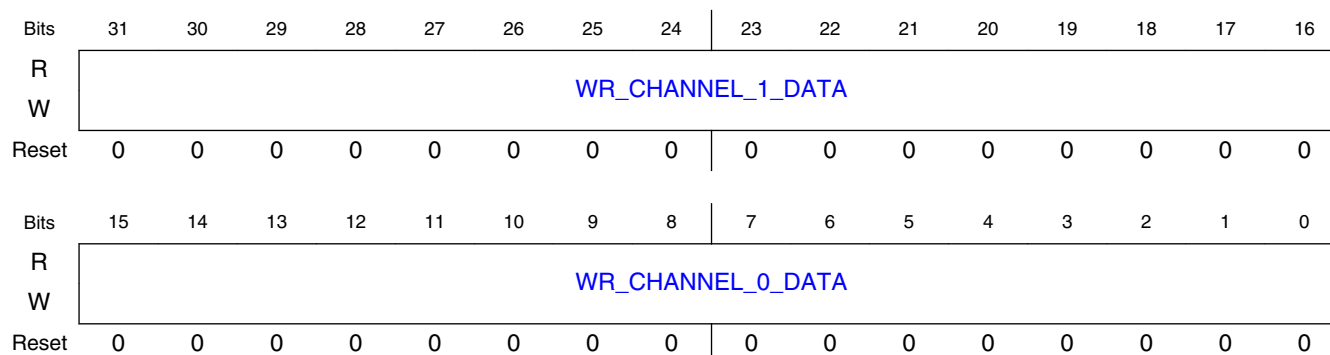 Bits 31 30 29 28 27 26 25 24 23 22 21 20 19 18 17 16
R
WR_CHANNEL_1_DATA
W
Reset 0 0 0 0 0 0 0 0 0 0 0 0 0 0 0 0
Bits 15 14 13 12 11 10 9 8 7 6 5 4 3 2 1 0
R
WR_CHANNEL_0_DATA
W
Reset 0 0 0 0 0 0 0 0 0 0 0 0 0 0 0 0